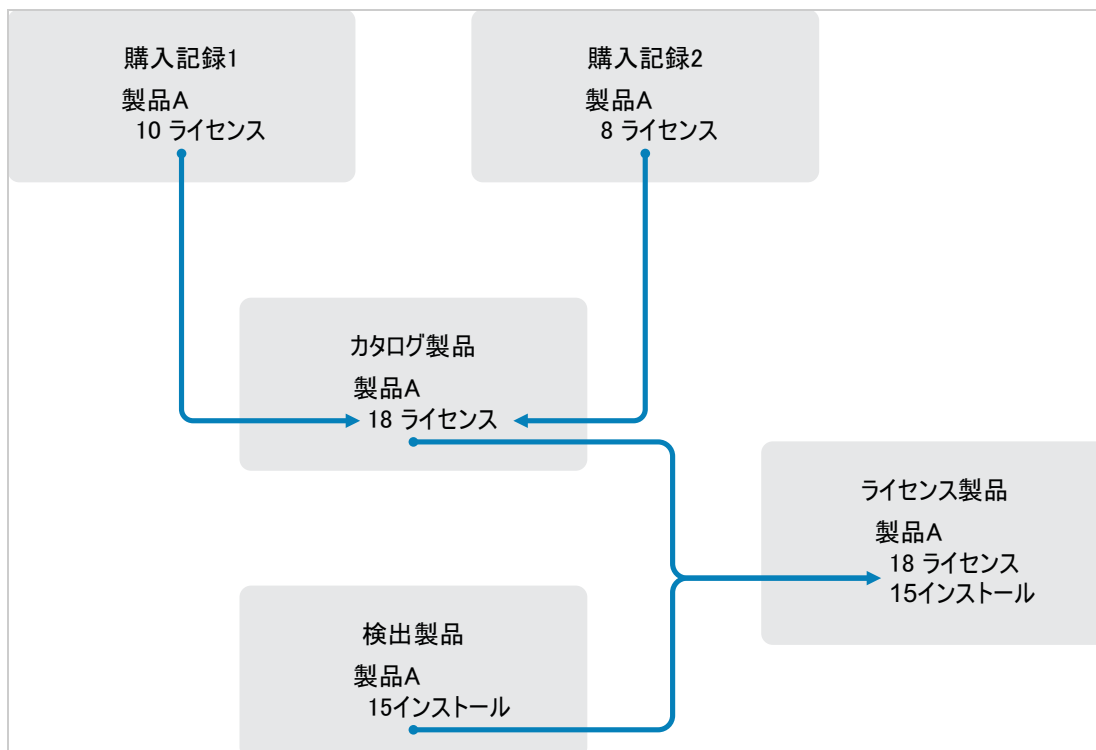 購入記録1
製品A
10 ライセンス
購入記録2
製品A
8 ライセンス
カタログ製品
製品A
18 ライセンス
ライセンス製品
製品A
18 ライセンス
15インストール
検出製品
製品A
15インストール